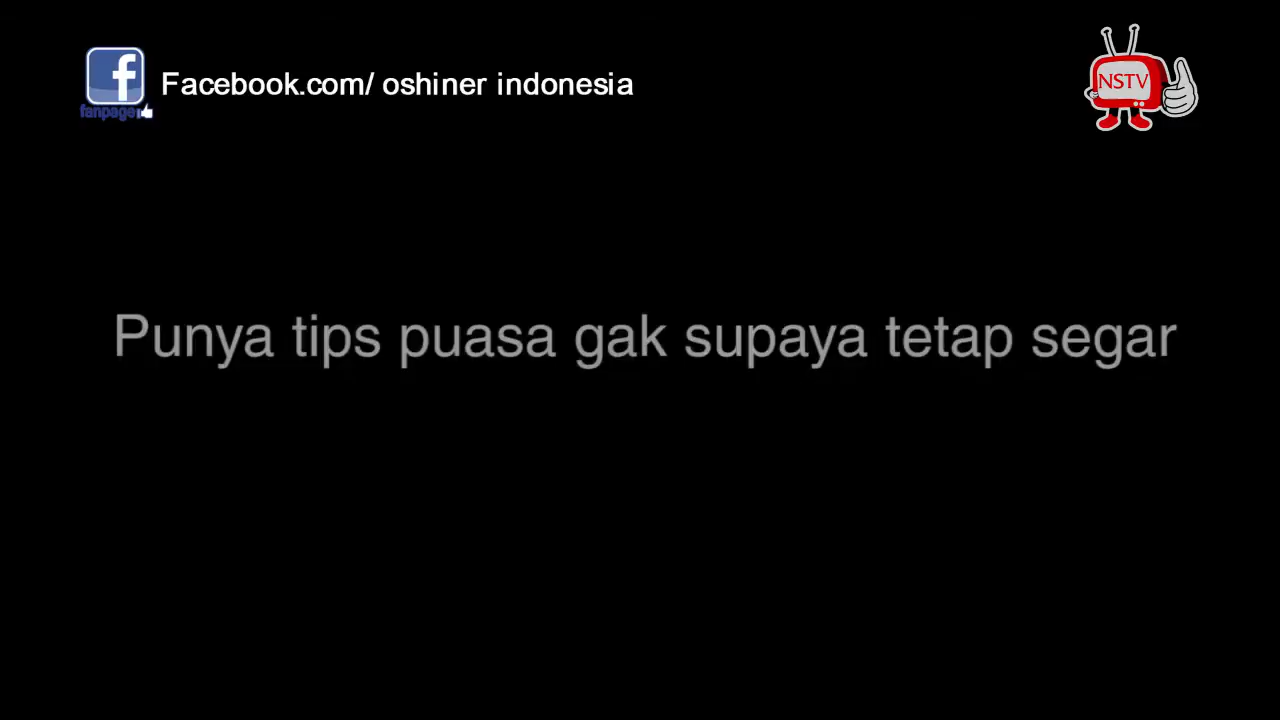 Facebook.com/ oshiner indonesia
fanpage
NSTV
Punya tips puasa gak supaya tetap segar